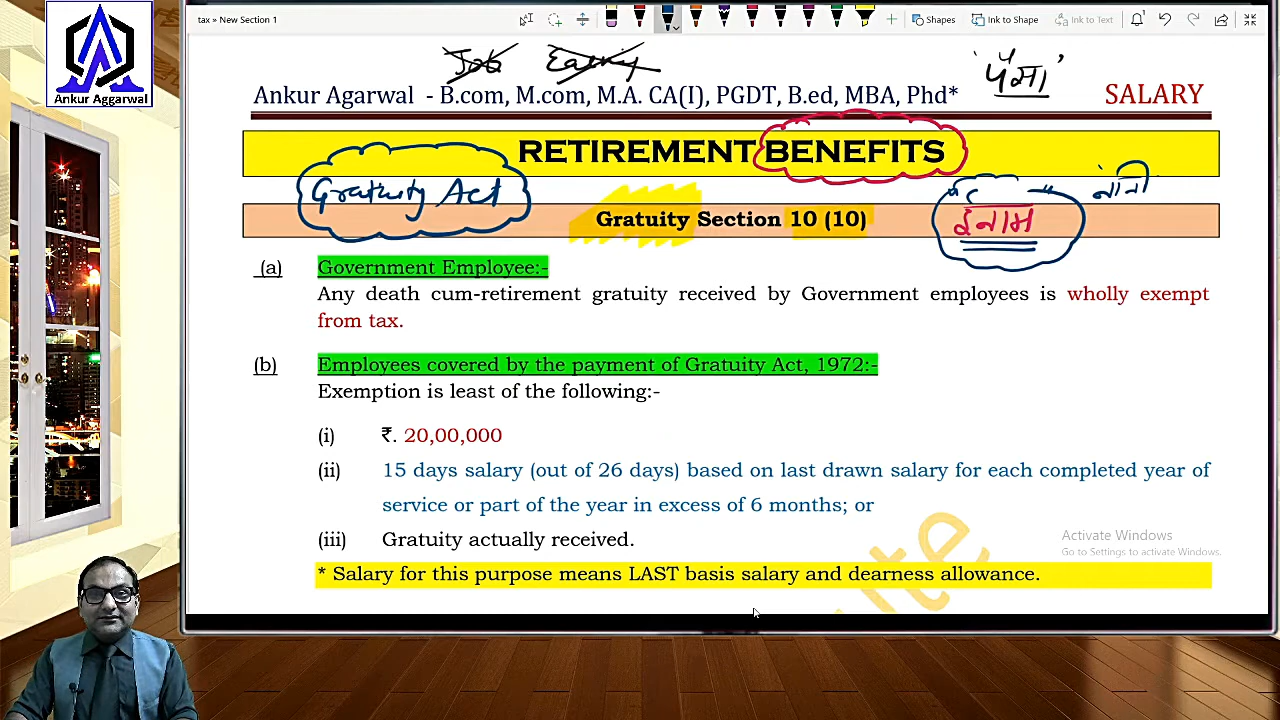 tax » New Section 1
Shapes
Ink to Shape
Ink to Text
Job
पैसा
Ankur Aggarwal
Ankur Agarwal - B.com, M.com, M.A. CA(I), PGDT, B.ed, MBA, Phd*
SALARY
RETIREMENT BENEFITS
Gratuity Act
Gratuity Section 10 (10)
इनाम
(a) Government Employee:-
Any death cum-retirement gratuity received by Government employees is wholly exempt
from tax.
(b) Employees covered by the payment of Gratuity Act, 1972:-
Exemption is least of the following:-
(i) ₹. 20,00,000
(ii) 15 days salary (out of 26 days) based on last drawn salary for each completed year of
service or part of the year in excess of 6 months; or
(iii) Gratuity actually received.
* Salary for this purpose means LAST basis salary and dearness allowance.
Activate Windows
Go to Settings to activate Windows.